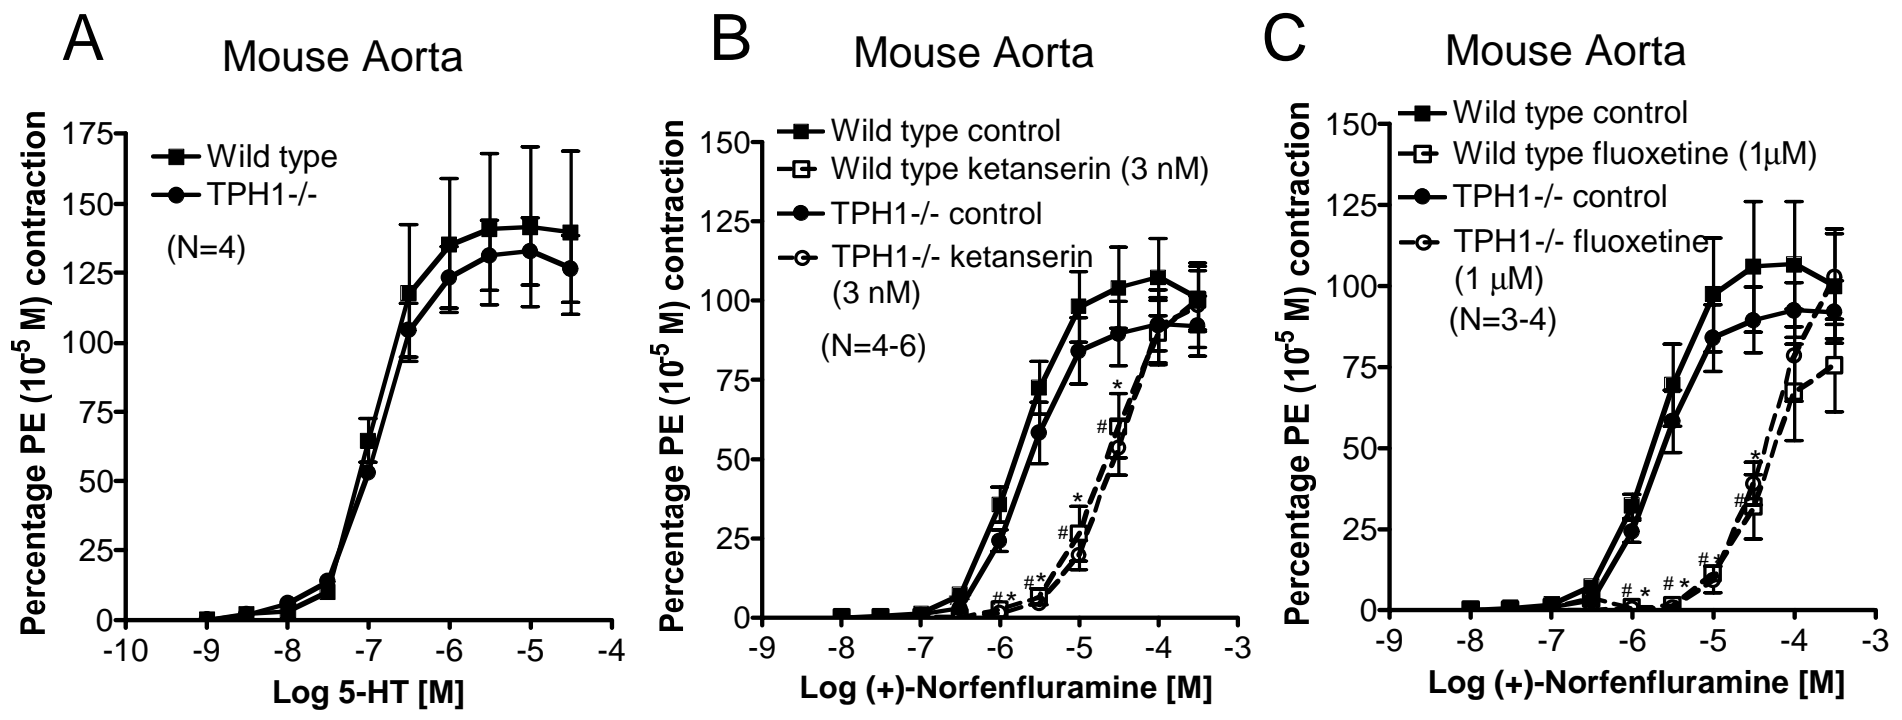 A
Mouse Aorta
Percentage PE (10-5 M) contraction
175
150
125
100
75
50
25
0
Wild type
TPH1-/-
(N=4)
-10 -9 -8 -7 -6 -5 -4
Log 5-HT [M]
B
Mouse Aorta
Percentage PE (10-5 M) contraction
150
125
100
75
50
25
0
Wild type control
Wild type ketanserin (3 nM)
TPH1-/- control
TPH1-/- ketanserin
(3 nM)
(N=4-6)
*
#
*
#
#*
#*
-9 -8 -7 -6 -5 -4 -3
Log (+)-Norfenfluramine [M]
C
Mouse Aorta
Percentage PE (10-5 M) contraction
150
125
100
75
50
25
0
Wild type control
Wild type fluoxetine (1μM)
TPH1-/- control
TPH1-/- fluoxetine
(1 μM)
(N=3-4)
*
#
#*
#*
#*
-9 -8 -7 -6 -5 -4 -3
Log (+)-Norfenfluramine [M]